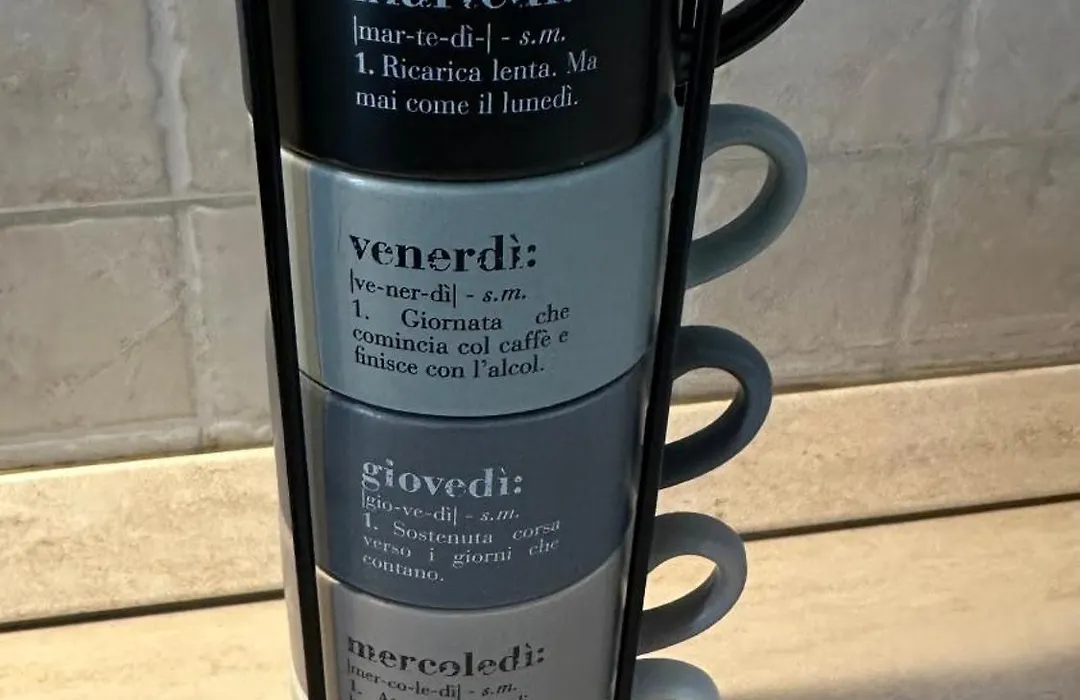 |mar-te-dì-| - s.m.
1. Ricarica lenta. Ma
mai come il lunedì.
venerdì:
|ve-ner-dì| - s.m.
1. Giornata che
comincia col caffè e
finisce con l'alcol.
giovedì:
|gio-ve-dì| - s.m.
1. Sostenuta corsa
verso i giorni che
contano.
mercoledì:
|mer-co-le-dì| - s.m.
1.